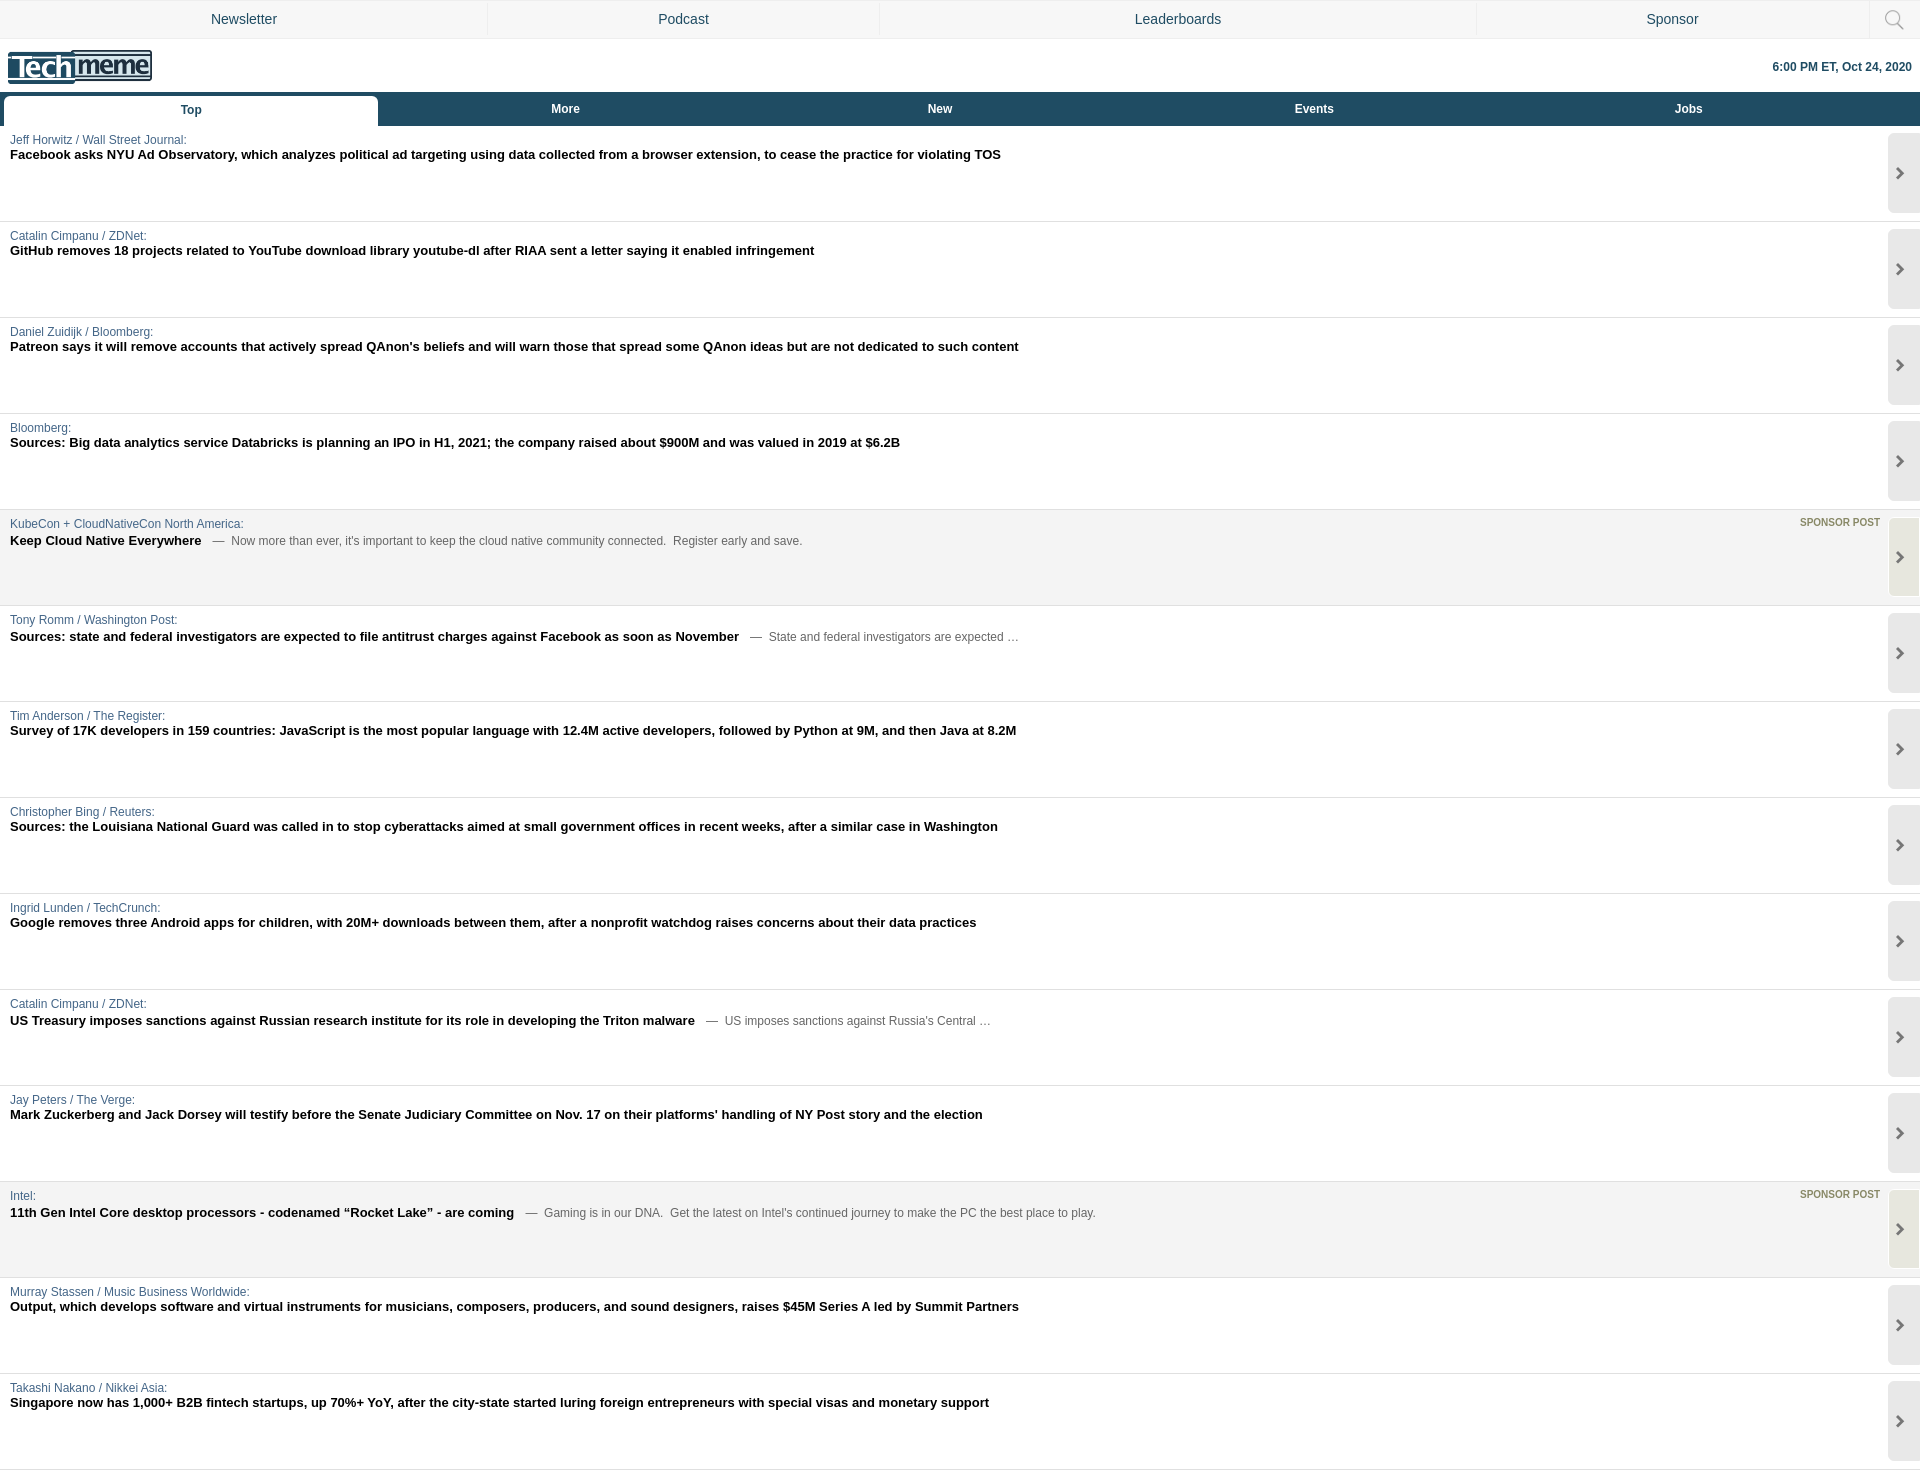 Newsletter
Podcast
Leaderboards
Sponsor
Techmeme
6:00 PM ET, Oct 24, 2020
Top
More
New
Events
Jobs
Jeff Horwitz / Wall Street Journal:
Facebook asks NYU Ad Observatory, which analyzes political ad targeting using data collected from a browser extension, to cease the practice for violating TOS
Catalin Cimpanu / ZDNet:
GitHub removes 18 projects related to YouTube download library youtube-dl after RIAA sent a letter saying it enabled infringement
Daniel Zuidijk / Bloomberg:
Patreon says it will remove accounts that actively spread QAnon's beliefs and will warn those that spread some QAnon ideas but are not dedicated to such content
Bloomberg:
Sources: Big data analytics service Databricks is planning an IPO in H1, 2021; the company raised about $900M and was valued in 2019 at $6.2B
KubeCon + CloudNativeCon North America:
SPONSOR POST
Keep Cloud Native Everywhere — Now more than ever, it's important to keep the cloud native community connected. Register early and save.
Tony Romm / Washington Post:
Sources: state and federal investigators are expected to file antitrust charges against Facebook as soon as November — State and federal investigators are expected …
Tim Anderson / The Register:
Survey of 17K developers in 159 countries: JavaScript is the most popular language with 12.4M active developers, followed by Python at 9M, and then Java at 8.2M
Christopher Bing / Reuters:
Sources: the Louisiana National Guard was called in to stop cyberattacks aimed at small government offices in recent weeks, after a similar case in Washington
Ingrid Lunden / TechCrunch:
Google removes three Android apps for children, with 20M+ downloads between them, after a nonprofit watchdog raises concerns about their data practices
Catalin Cimpanu / ZDNet:
US Treasury imposes sanctions against Russian research institute for its role in developing the Triton malware — US imposes sanctions against Russia's Central …
Jay Peters / The Verge:
Mark Zuckerberg and Jack Dorsey will testify before the Senate Judiciary Committee on Nov. 17 on their platforms' handling of NY Post story and the election
Intel:
SPONSOR POST
11th Gen Intel Core desktop processors - codenamed “Rocket Lake” - are coming — Gaming is in our DNA. Get the latest on Intel's continued journey to make the PC the best place to play.
Murray Stassen / Music Business Worldwide:
Output, which develops software and virtual instruments for musicians, composers, producers, and sound designers, raises $45M Series A led by Summit Partners
Takashi Nakano / Nikkei Asia:
Singapore now has 1,000+ B2B fintech startups, up 70%+ YoY, after the city-state started luring foreign entrepreneurs with special visas and monetary support